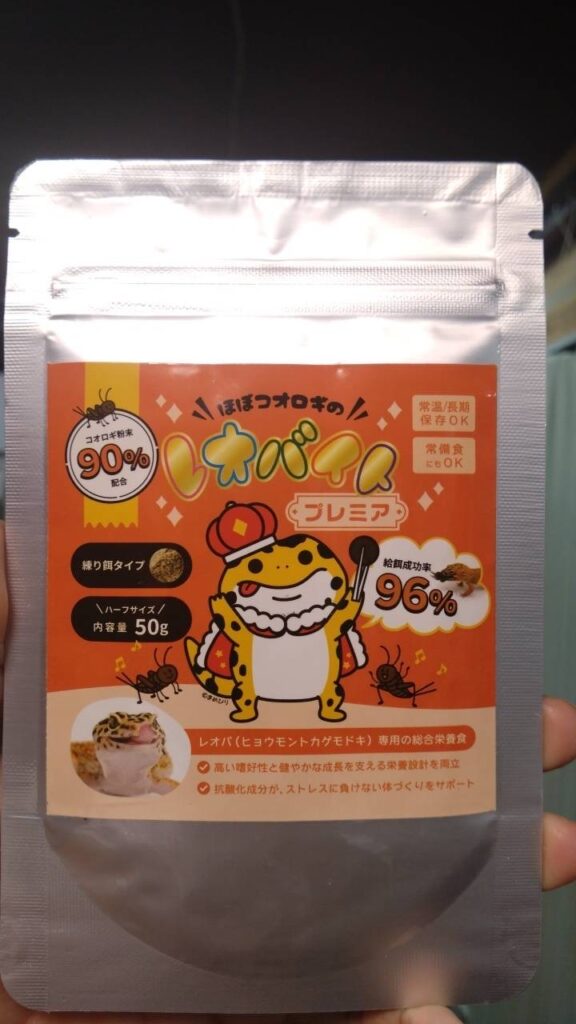 ほぼコオロギの
レオバイト
プレミア
常温/長期
保存OK
常備食
にもOK
コオロギ粉末
90%
配合
練り餌タイプ
ハーフサイズ
内容量 50g
給餌成功率
96%
©まめひり
レオパ(ヒョウモントカゲモドキ)専用の総合栄養食
高い嗜好性と健やかな成長を支える栄養設計を両立
抗酸化成分が、ストレスに負けない体づくりをサポート